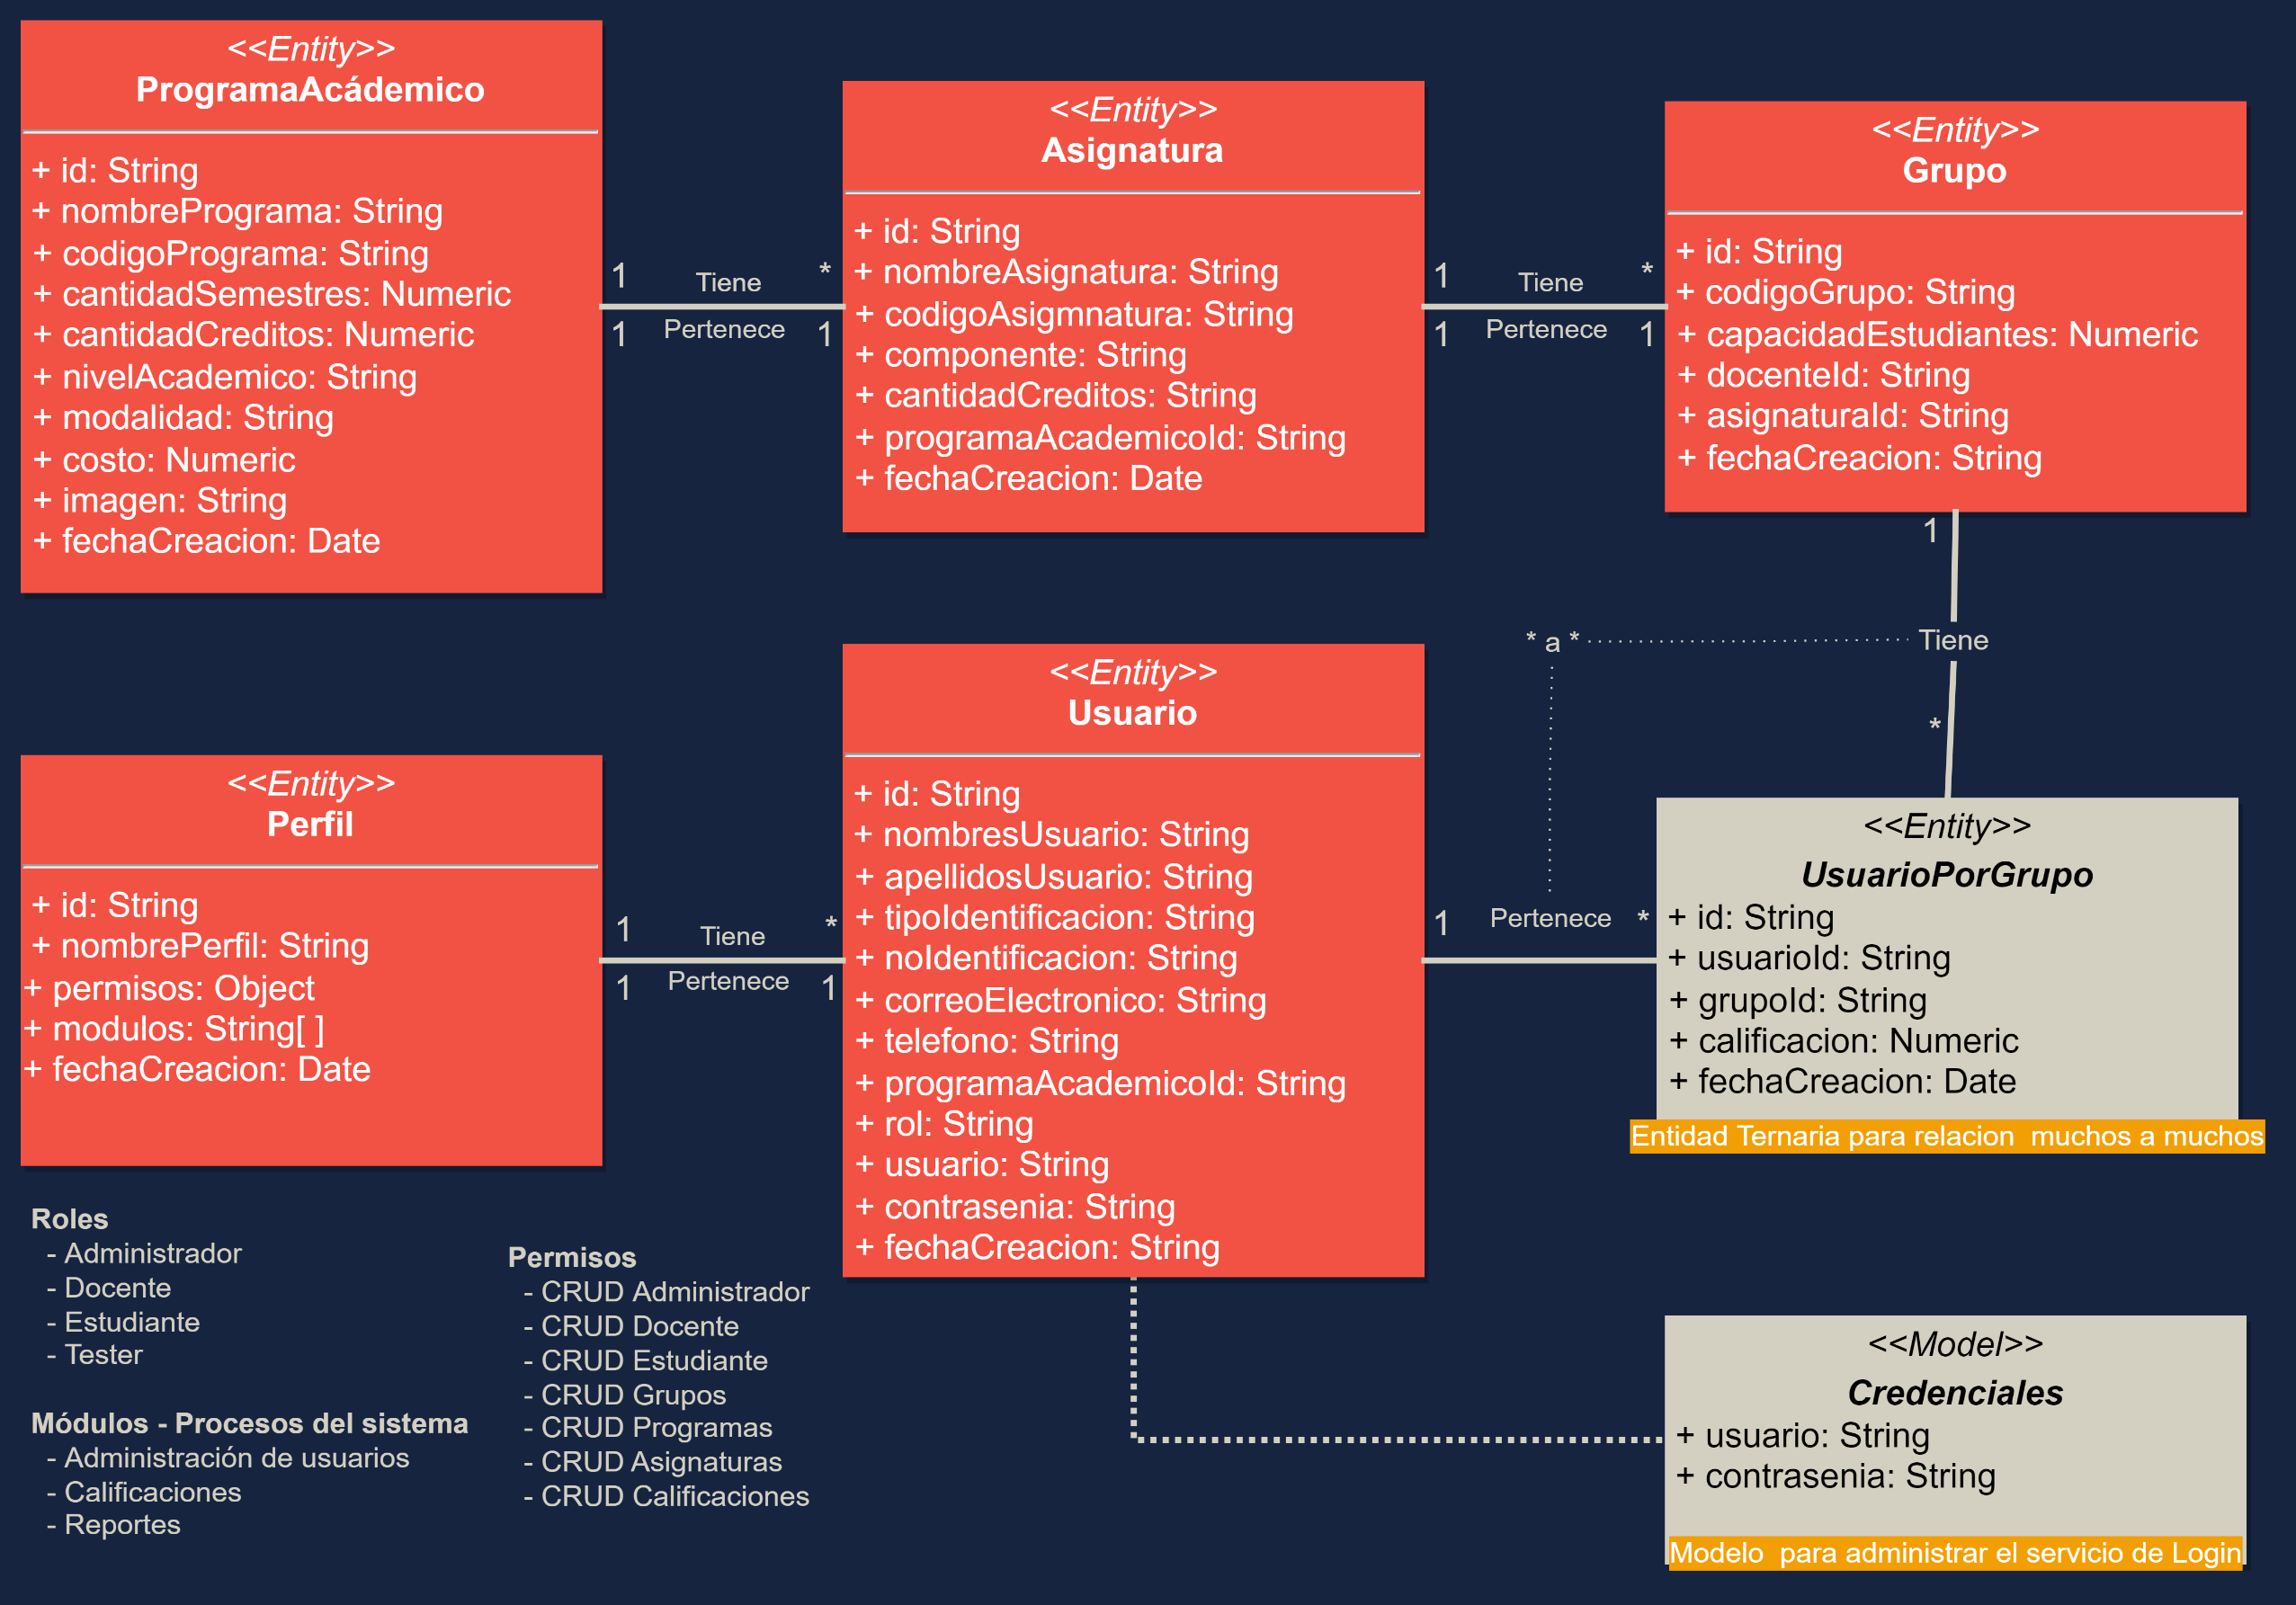 <<Entity>>
ProgramaAcádemico
+ id: String
+ nombrePrograma: String
+ codigoPrograma: String
+ cantidadSemestres: Numeric
+ cantidadCreditos: Numeric
+ nivelAcademico: String
+ modalidad: String
+ costo: Numeric
+ imagen: String
+ fechaCreacion: Date
1 Tiene *
1 Pertenece 1
<<Entity>>
Asignatura
+ id: String
+ nombreAsignatura: String
+ codigoAsigmnatura: String
+ componente: String
+ cantidadCreditos: String
+ programaAcademicoId: String
+ fechaCreacion: Date
1 Tiene *
1 Pertenece 1
<<Entity>>
Grupo
+ id: String
+ codigoGrupo: String
+ capacidadEstudiantes: Numeric
+ docenteId: String
+ asignaturaId: String
+ fechaCreacion: String
1
* a *
Tiene
*
<<Entity>>
Perfil
+ id: String
+ nombrePerfil: String
+ permisos: Object
+ modulos: String[ ]
+ fechaCreacion: Date
1 Tiene *
1 Pertenece 1
<<Entity>>
Usuario
+ id: String
+ nombresUsuario: String
+ apellidosUsuario: String
+ tipoIdentificacion: String
+ noIdentificacion: String
+ correoElectronico: String
+ telefono: String
+ programaAcademicoId: String
+ rol: String
+ usuario: String
+ contrasenia: String
+ fechaCreacion: String
1 Pertenece *
<<Entity>>
UsuarioPorGrupo
+ id: String
+ usuarioId: String
+ grupoId: String
+ calificacion: Numeric
+ fechaCreacion: Date
Entidad Ternaria para relacion muchos a muchos
Roles
- Administrador
- Docente
- Estudiante
- Tester
Módulos - Procesos del sistema
- Administración de usuarios
- Calificaciones
- Reportes
Permisos
- CRUD Administrador
- CRUD Docente
- CRUD Estudiante
- CRUD Grupos
- CRUD Programas
- CRUD Asignaturas
- CRUD Calificaciones
<<Model>>
Credenciales
+ usuario: String
+ contrasenia: String
Modelo para administrar el servicio de Login